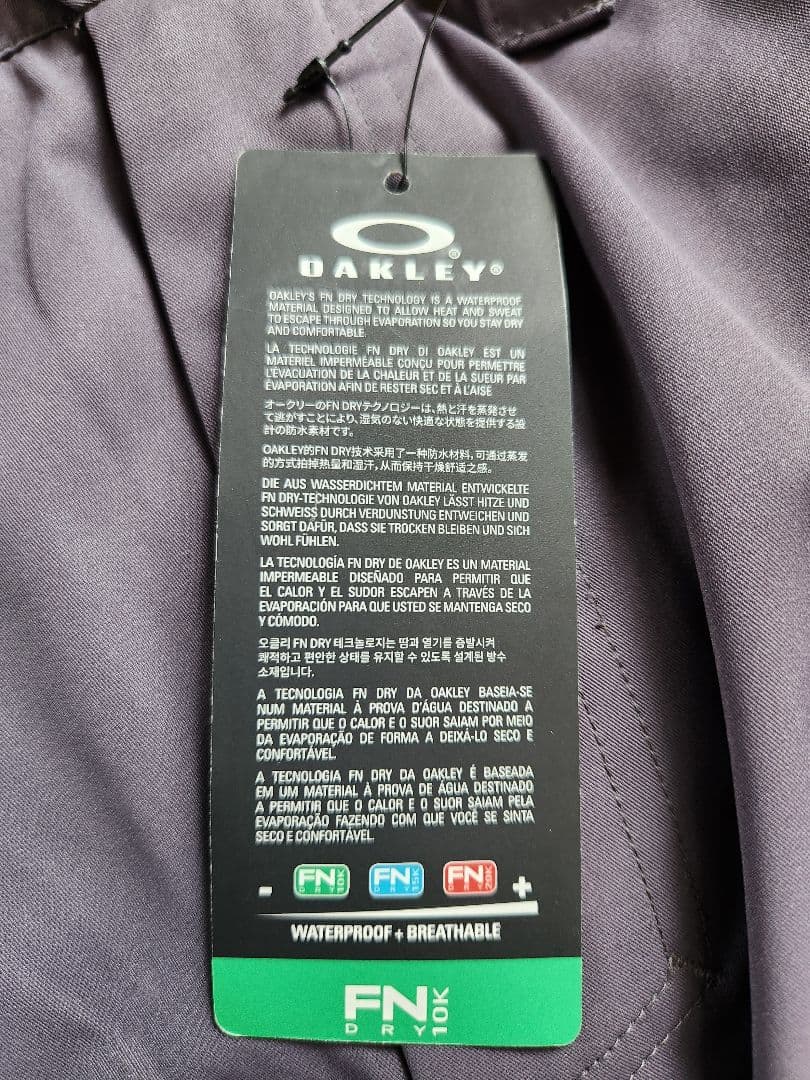 OAKLEY®
OAKLEY'S FN DRY TECHNOLOGY IS A WATERPROOF
MATERIAL DESIGNED TO ALLOW HEAT AND SWEAT
TO ESCAPE THROUGH EVAPORATION SO YOU STAY DRY
AND COMFORTABLE.
LA TECHNOLOGIE FN DRY DI OAKLEY EST UN
MATÉRIEL IMPERMÉABLE CONÇU POUR PERMETTRE
L'ÉVACUATION DE LA CHALEUR ET DE LA SUEUR PAR
ÉVAPORATION AFIN DE RESTER SEC ET À L'AISE
オークリーのFN DRYテクノロジーは、熱と汗を蒸発させ
て逃がすことにより、湿気のない快適な状態を提供する設
計の防水素材です。
OAKLEY的FN DRY技术采用了一种防水材料，可通过蒸发
的方式拍掉热量和湿汗，从而保持干燥舒适之感。
DIE AUS WASSERDICHTEM MATERIAL ENTWICKELTE
FN DRY-TECHNOLOGIE VON OAKLEY LÄSST HITZE UND
SCHWEISS DURCH VERDUNSTUNG ENTWEICHEN UND
SORGT DAFÜR, DASS SIE TROCKEN BLEIBEN UND SICH
WOHL FÜHLEN.
LA TECNOLOGÍA FN DRY DE OAKLEY ES UN MATERIAL
IMPERMEABLE DISEÑADO PARA PERMITIR QUE
EL CALOR Y EL SUDOR ESCAPEN A TRAVÉS DE LA
EVAPORACIÓN PARA QUE USTED SE MANTENGA SECO
Y CÓMODO.
오클리 FN DRY 테크놀로지는 땀과 열기를 증발시켜
쾌적하고 편안한 상태를 유지할 수 있도록 설계된 방수
소재입니다.
A TECNOLOGIA FN DRY DA OAKLEY BASEIA-SE
NUM MATERIAL À PROVA D'ÁGUA DESTINADO A
PERMITIR QUE O CALOR E O SUOR SAIAM POR MEIO
DA EVAPORAÇÃO DE FORMA A DEIXÁ-LO SECO E
CONFORTÁVEL.
A TECNOLOGIA FN DRY DA OAKLEY É BASEADA
EM UM MATERIAL À PROVA DE ÁGUA DESTINADO
A PERMITIR QUE O CALOR E O SUOR SAIAM PELA
EVAPORAÇÃO FAZENDO COM QUE VOCÊ SE SINTA
SECO E CONFORTÁVEL.
- FN DRY 10K FN DRY 15K FN DRY 20K +
WATERPROOF + BREATHABLE
FN DRY 10K